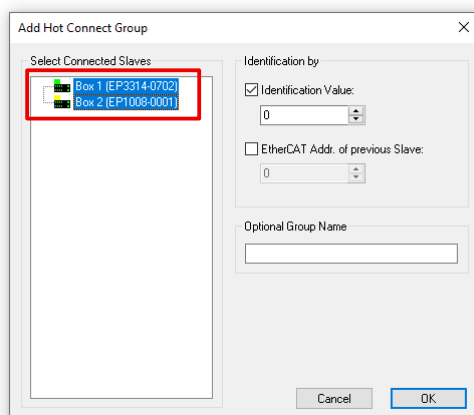 Add Hot Connect Group
Select Connected Slaves
Box 1 (EP3314-0702)
Box 2 (EP1008-0001)
Identification by
Identification Value:
0
EtherCAT Addr. of previous Slave:
0
Optional Group Name
Cancel
OK